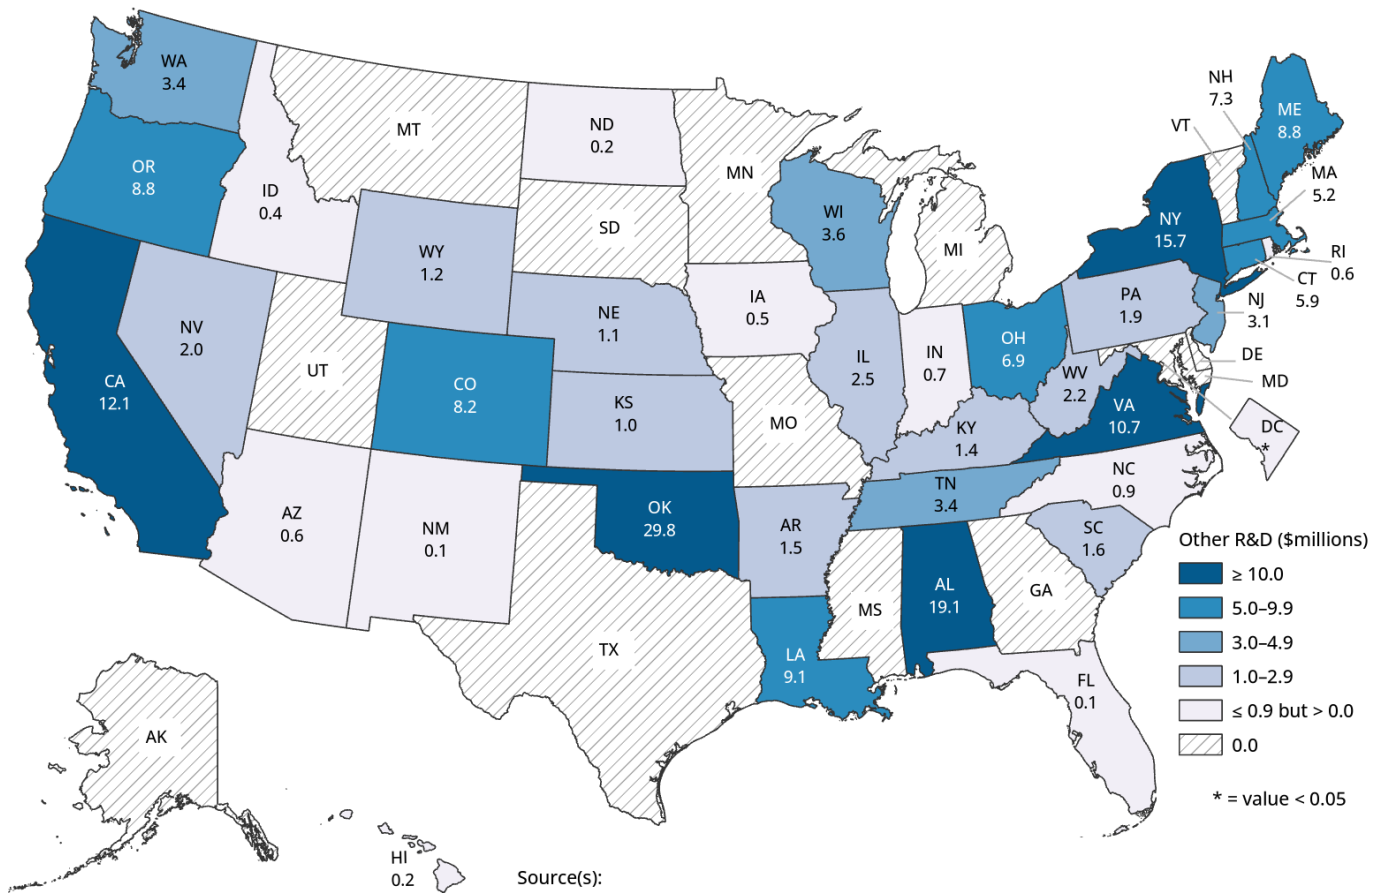 WA
3.4
OR
8.8
CA
12.1
NV
2.0
ID
0.4
MT
WY
1.2
UT
CO
8.2
AZ
0.6
NM
0.1
ND
0.2
SD
NE
1.1
KS
1.0
OK
29.8
TX
MN
IA
0.5
MO
AR
1.5
LA
9.1
WI
3.6
IL
2.5
MI
IN
0.7
OH
6.9
KY
1.4
TN
3.4
MS
AL
19.1
GA
FL
0.1
SC
1.6
NC
0.9
VA
10.7
WV
2.2
PA
1.9
NY
15.7
VT
NH
7.3
ME
8.8
MA
5.2
RI
0.6
CT
5.9
NJ
3.1
DE
MD
DC
*
AK
HI
0.2
Other R&D ($millions)
≥ 10.0
5.0–9.9
3.0–4.9
1.0–2.9
≤ 0.9 but > 0.0
0.0
* = value < 0.05
Source(s):